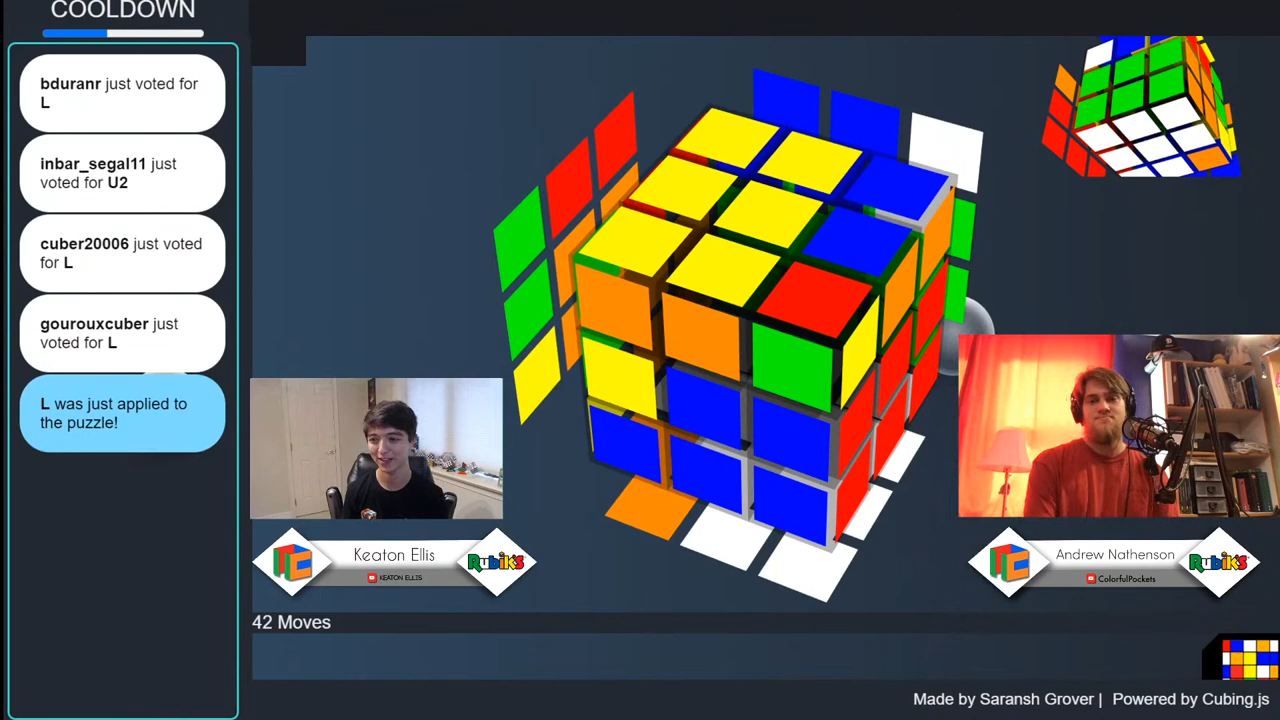 COOLDOWN
bduranr just voted for
L
inbar_segal11 just
voted for U2
cuber20006 just voted
for L
gourouxcuber just
voted for L
L was just applied to
the puzzle!
Keaton Ellis
KEATON ELLIS
Rubik's
Andrew Nathenson
ColorfulPockets
Rubik's
42 Moves
Made by Saransh Grover | Powered by Cubing.js